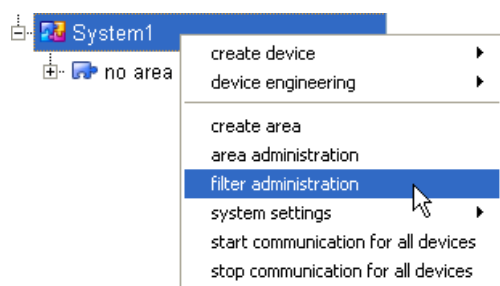 System1
no area
create device
device engineering
create area
area administration
filter administration
system settings
start communication for all devices
stop communication for all devices